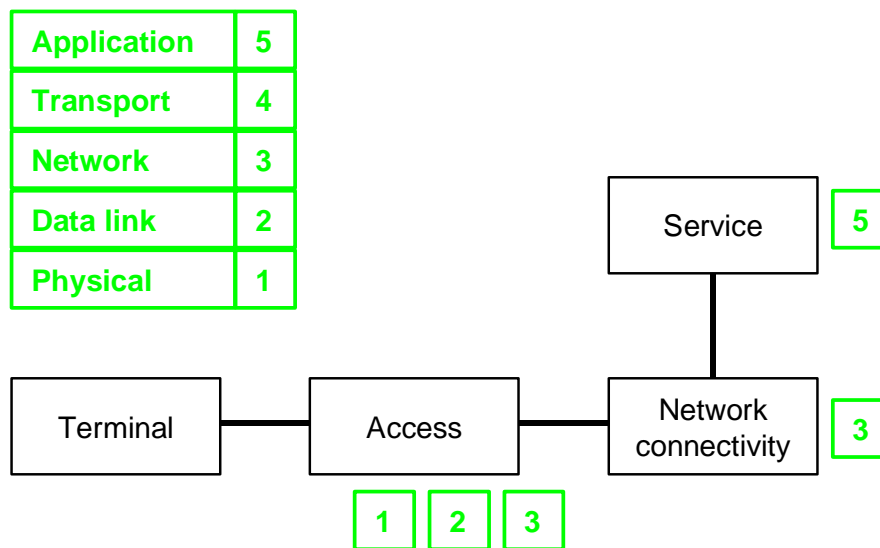 Application 5
Transport 4
Network 3
Data link 2
Physical 1
Service 5
Terminal
Access
Network
connectivity
3
1 2 3